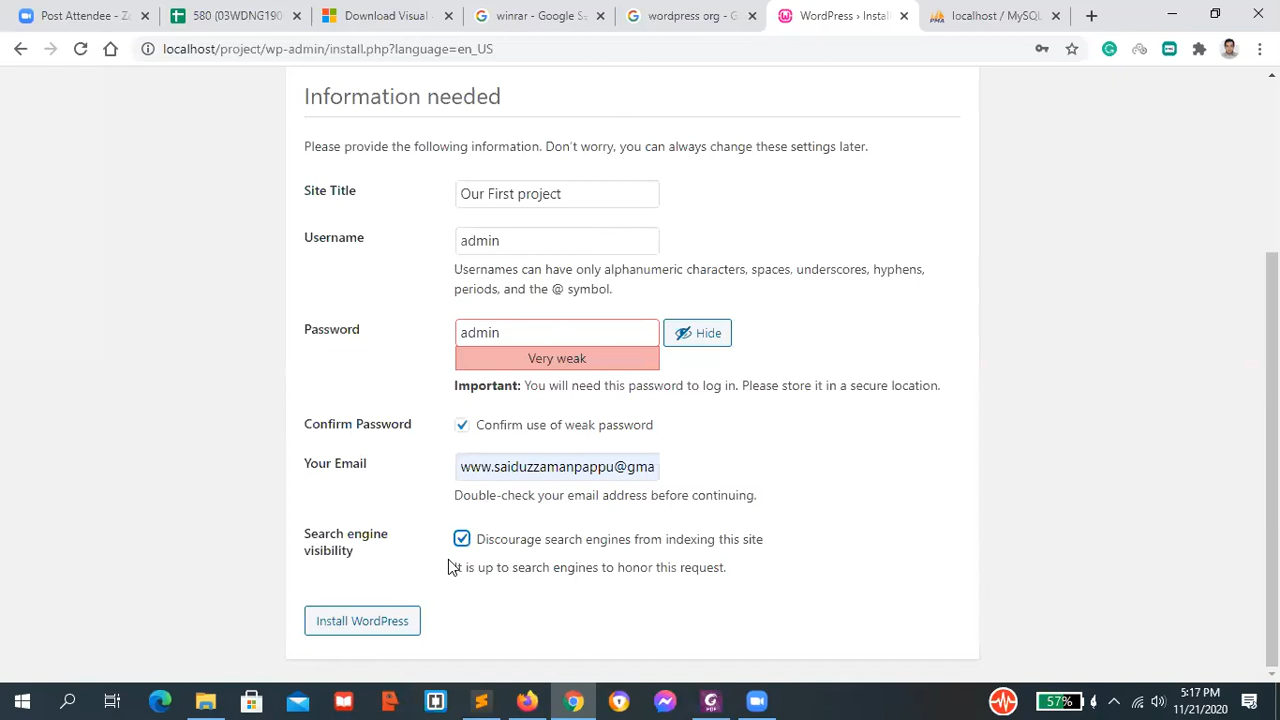 PostAttendee - Zo
580 (03WDNG190
Download Visual
winrar - Google S
wordpress org - G
WordPress › Instal
localhost / MySQL
localhost/project/wp-admin/install.php?language=en_US
Information needed
Please provide the following information. Don't worry, you can always change these settings later.
Site Title
Our First project
Username
admin
Usernames can have only alphanumeric characters, spaces, underscores, hyphens,
periods, and the @ symbol.
Password
admin
Hide
Very weak
Important: You will need this password to log in. Please store it in a secure location.
Confirm Password
Confirm use of weak password
Your Email
www.saiduzzamanpappu@gma
Double-check your email address before continuing.
Search engine
visibility
Discourage search engines from indexing this site
It is up to search engines to honor this request.
Install WordPress
57%
5:17 PM
11/21/2020